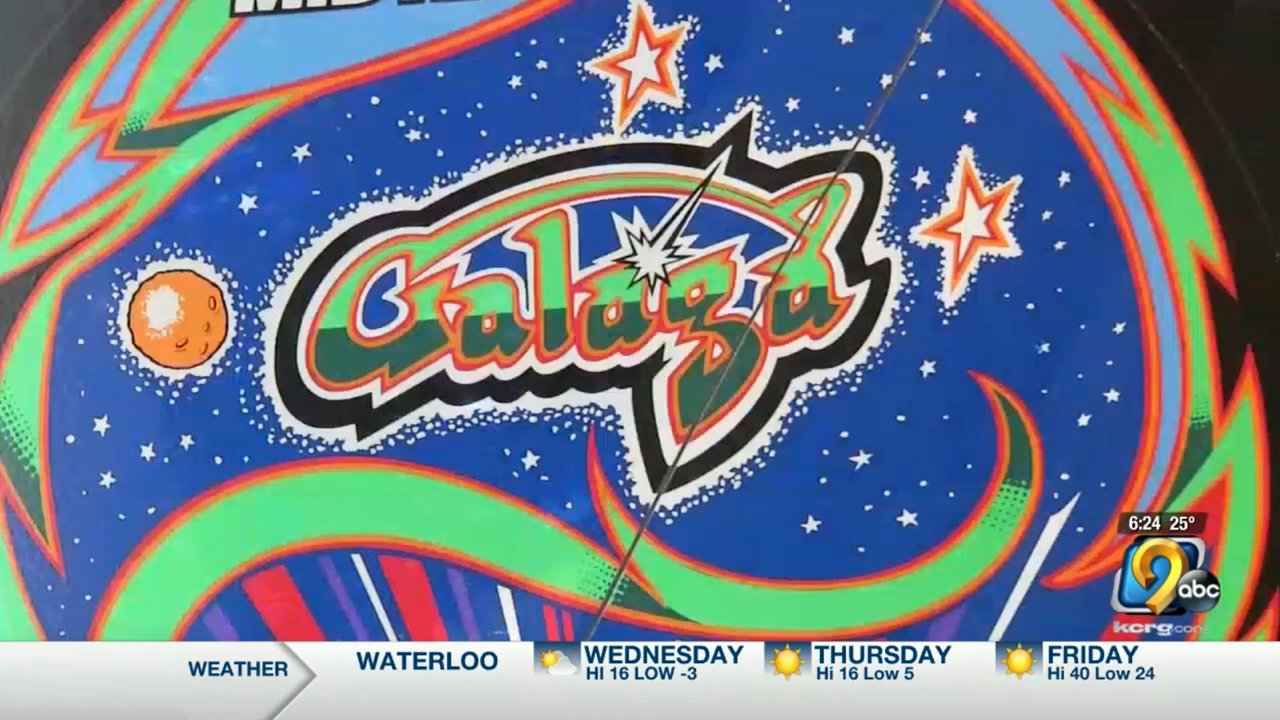 Galaga
6:24 25°
9 abc
kcrg.com
WEATHER
WATERLOO
WEDNESDAY
HI 16 LOW -3
THURSDAY
Hi 16 Low 5
FRIDAY
Hi 40 Low 24